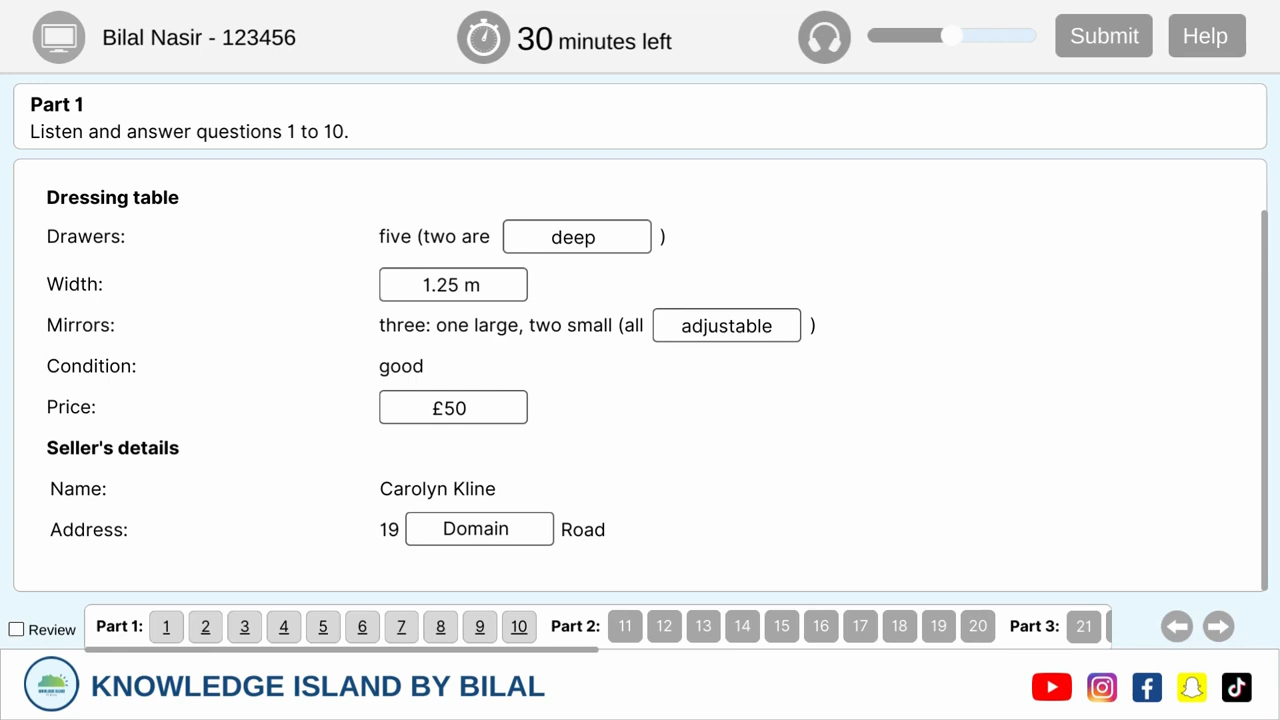 Bilal Nasir - 123456
30 minutes left
Submit
Help
Part 1
Listen and answer questions 1 to 10.
Dressing table
Drawers: five (two are deep )
Width: 1.25 m
Mirrors: three: one large, two small (all adjustable )
Condition: good
Price: £50
Seller's details
Name: Carolyn Kline
Address: 19 Domain Road
Review
Part 1: 1 2 3 4 5 6 7 8 9 10 Part 2: 11 12 13 14 15 16 17 18 19 20 Part 3: 21
KNOWLEDGE ISLAND BY BILAL